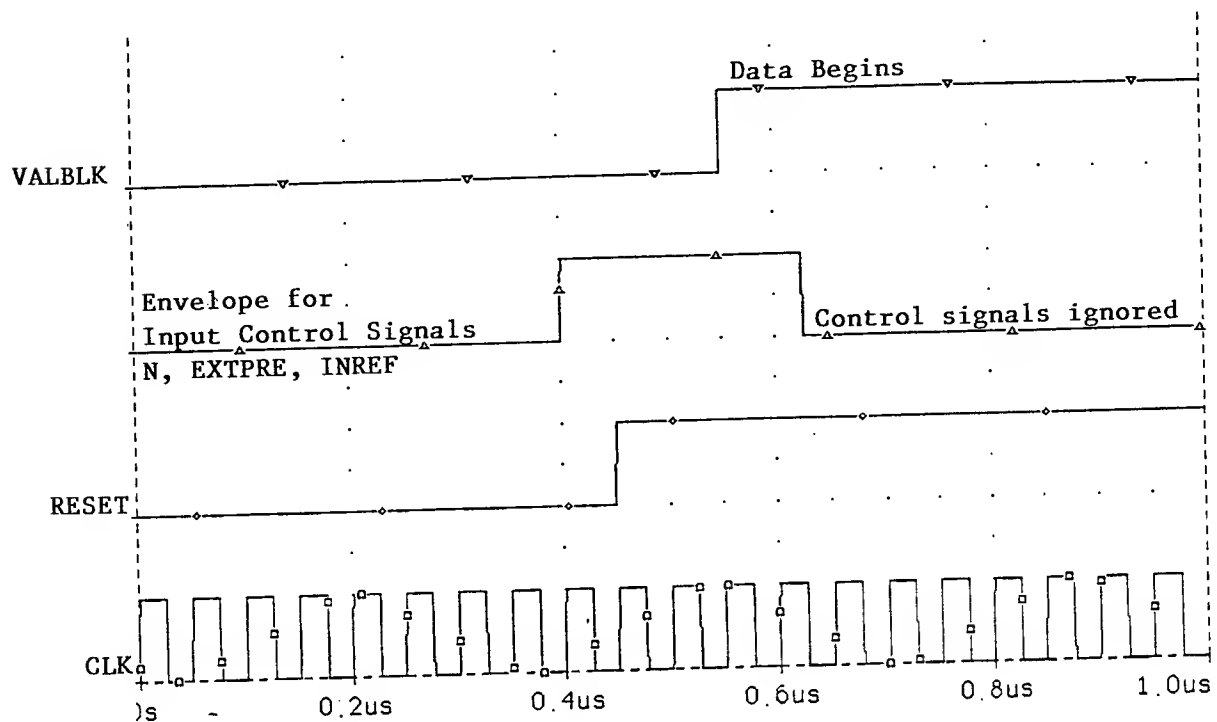 Data Begins
VALBLK
Envelope for
Input Control Signals
N, EXTPRE, INREF
Control signals ignored
RESET
CLK
0s
0.2us
0.4us
0.6us
0.8us
1.0us